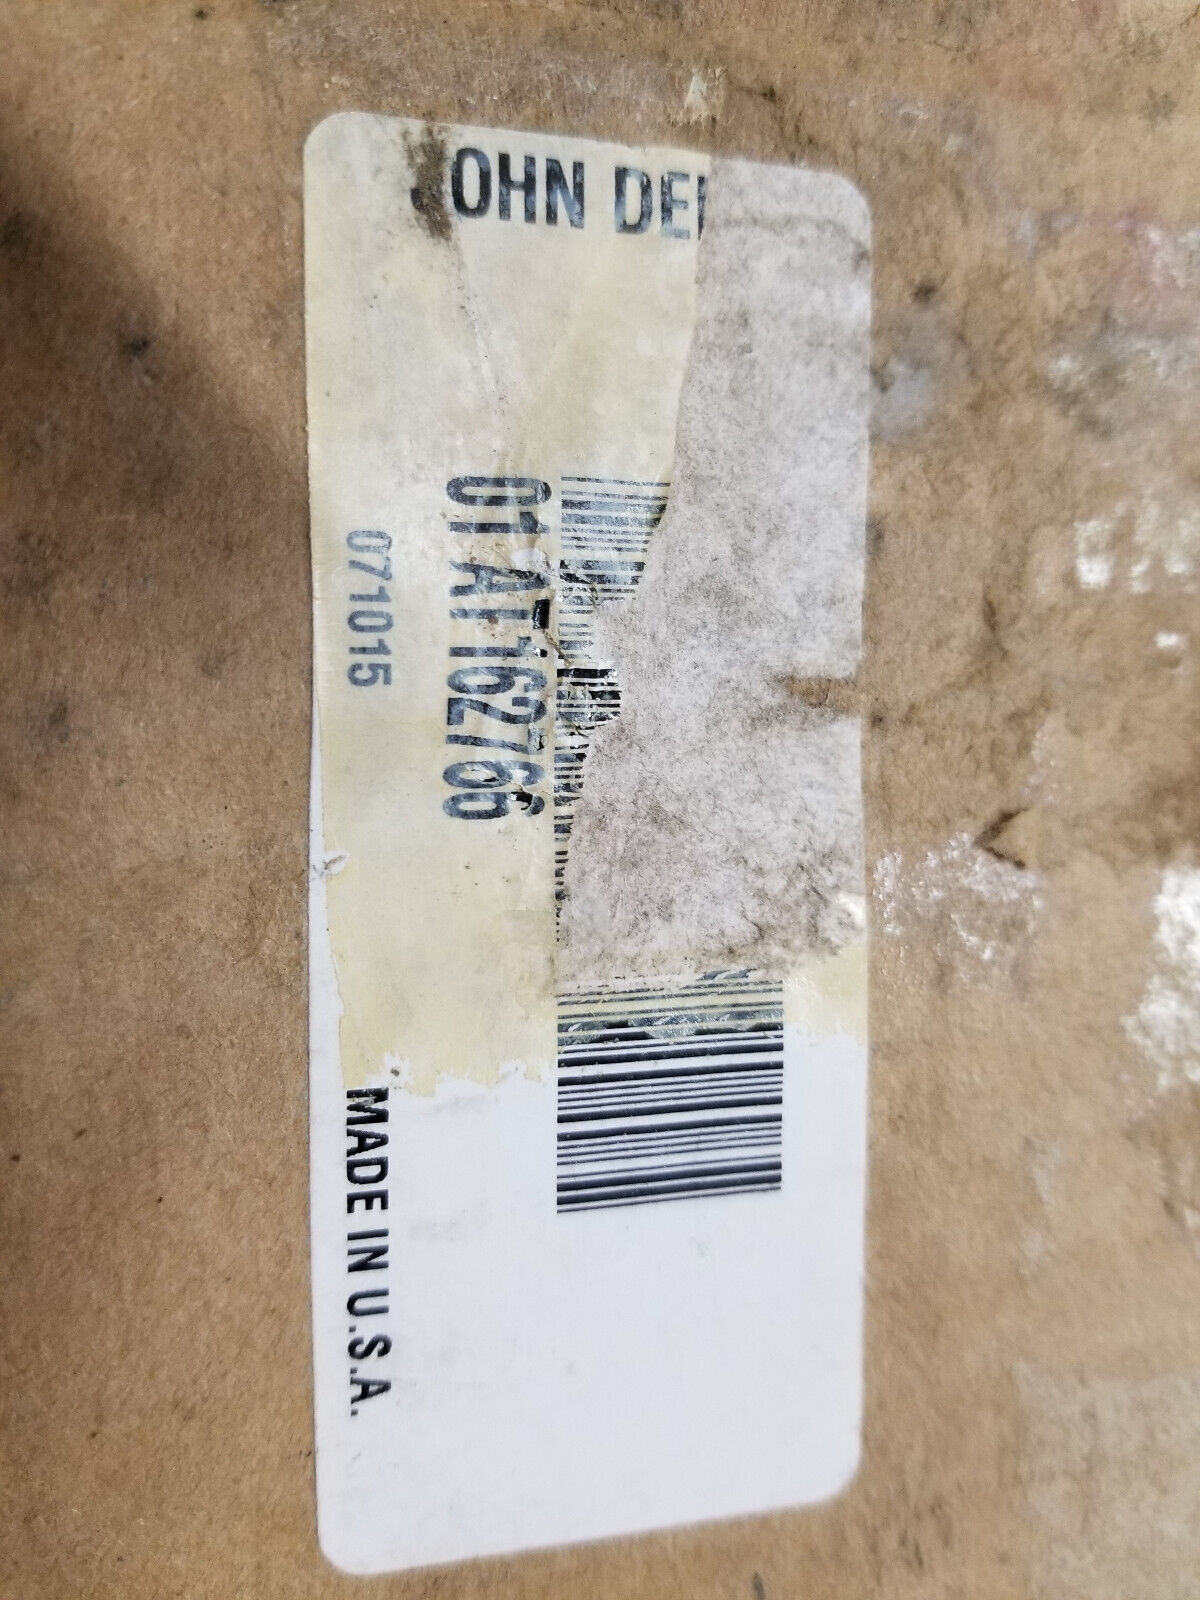 JOHN DE
01 AT162766
071015
MADE IN U.S.A.